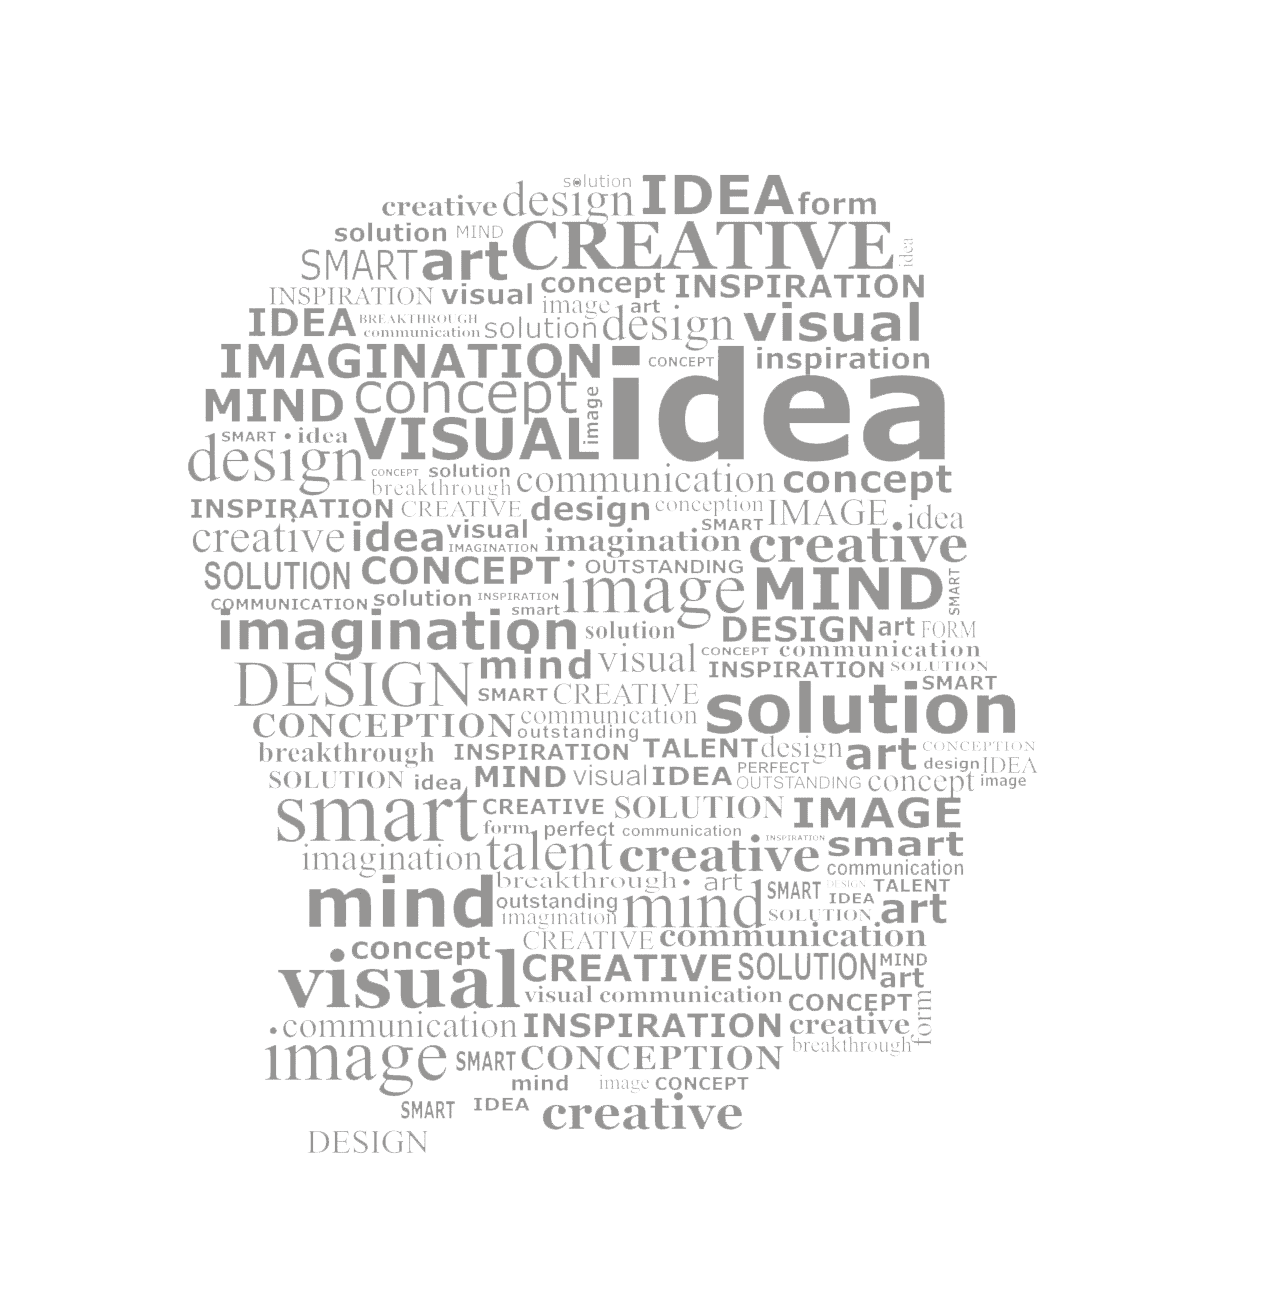 solution
creative design IDEA form
solution MIND CREATIVE idea
SMART art
INSPIRATION visual concept INSPIRATION
image art
IDEA BREAKTHROUGH solution design visual
communication
IMAGINATION CONCEPT inspiration
MIND concept image idea
SMART • idea VISUAL
design CONCEPT solution communication concept
breakthrough
INSPIRATION CREATIVE design conception IMAGE idea
SMART
creative idea visual imagination creative
IMAGINATION
SOLUTION CONCEPT OUTSTANDING
image MIND SMART
COMMUNICATION solution INSPIRATION
smart
imagination solution DESIGN art FORM
mind visual CONCEPT communication
DESIGN INSPIRATION SOLUTION
SMART CREATIVE SMART
solution
CONCEPTION communication
outstanding
breakthrough INSPIRATION TALENT design art CONCEPTION
design IDEA
SOLUTION idea MIND visual IDEA PERFECT
OUTSTANDING concept image
smart CREATIVE SOLUTION IMAGE
form perfect communication INSPIRATION smart
imagination talent creative communication
mind breakthrough • art SMART DESIGN TALENT
outstanding mind IDEA art
imagination SOLUTION
CREATIVE communication
concept
visual CREATIVE SOLUTION MIND
art
visual communication CONCEPT form
• communication INSPIRATION creative
image SMART CONCEPTION breakthrough
mind image CONCEPT
SMART IDEA creative
DESIGN